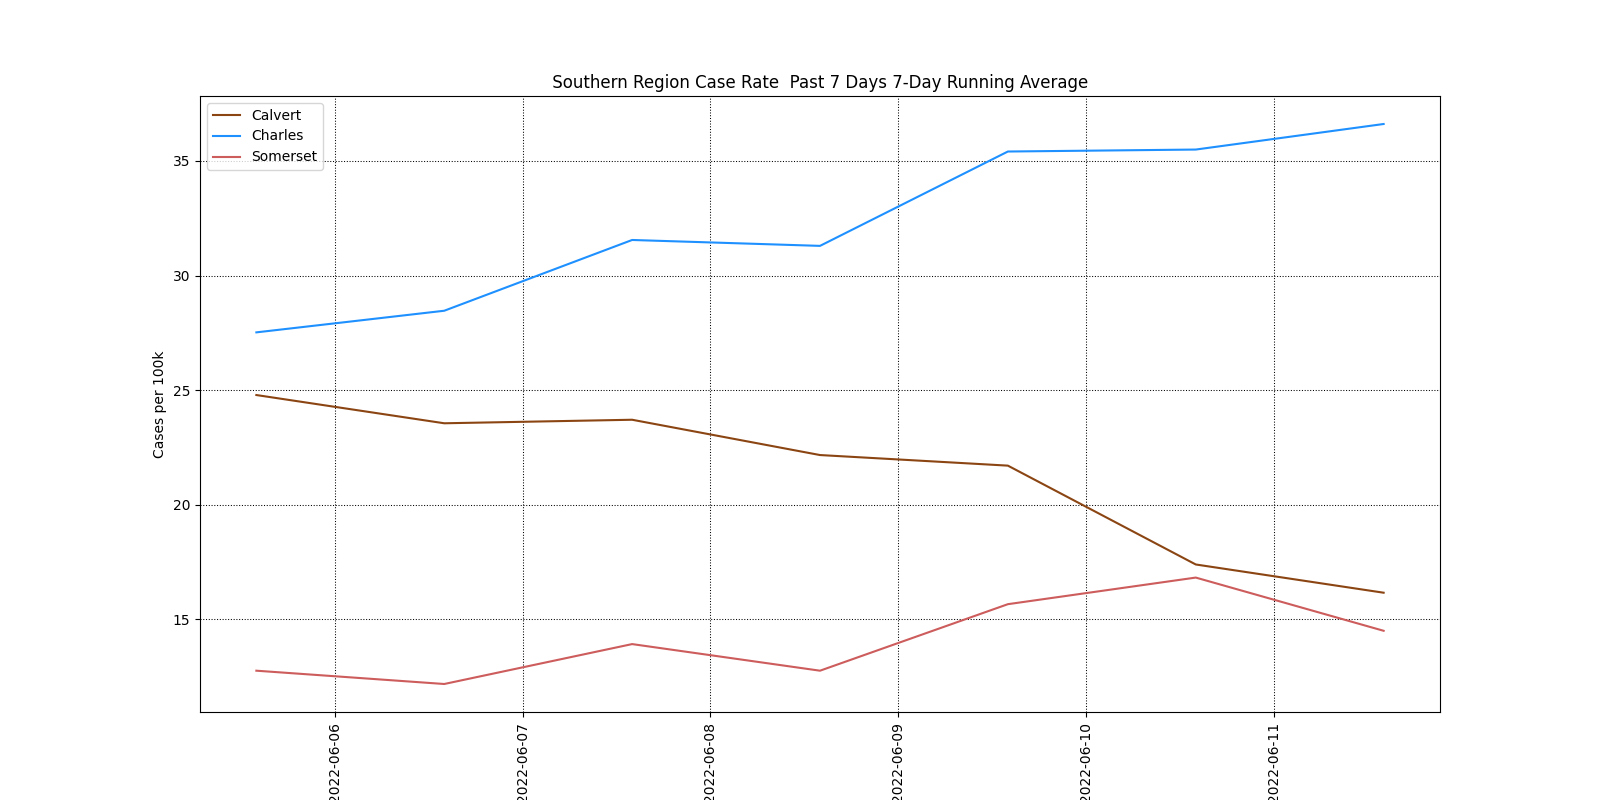 Southern Region Case Rate  Past 7 Days 7-Day Running Average
Calvert
Charles
Somerset
Cases per 100k
35
30
25
20
15
2022-06-06
2022-06-07
2022-06-08
2022-06-09
2022-06-10
2022-06-11